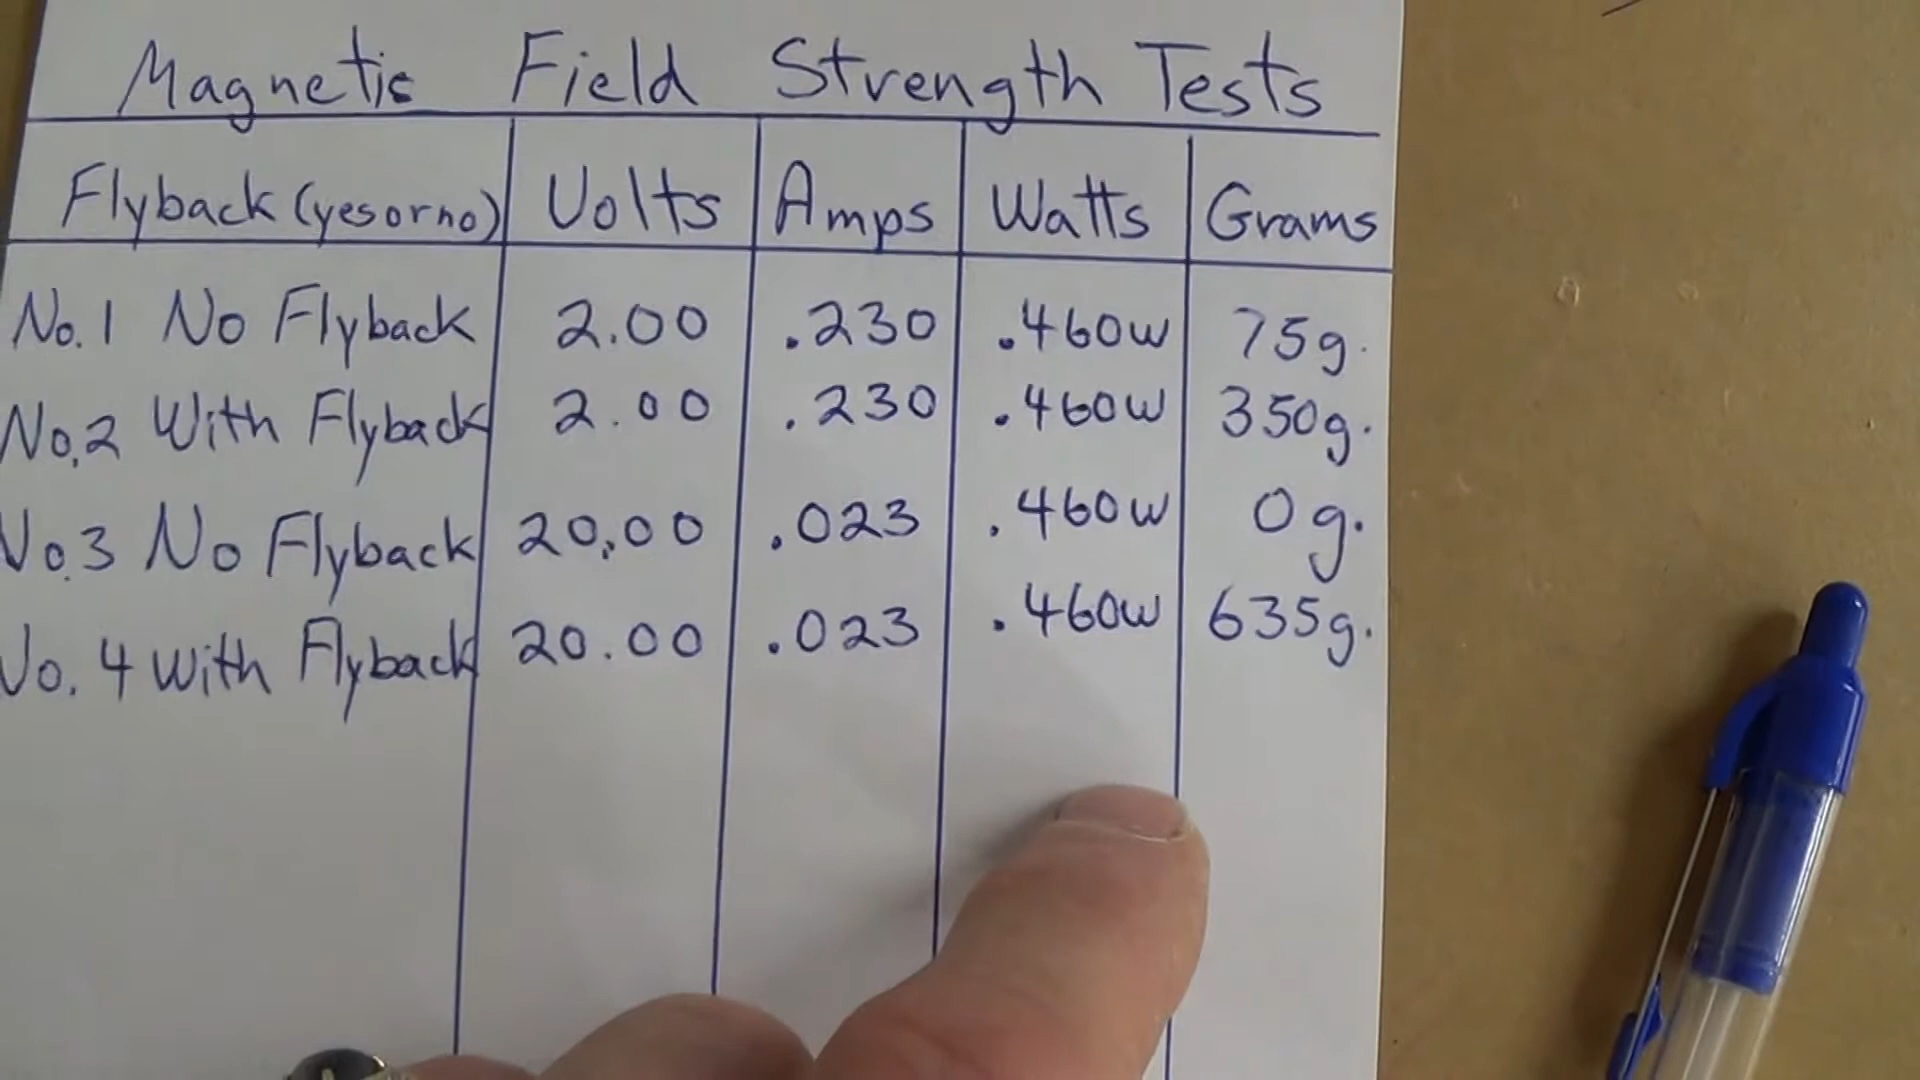 Magnetic Field Strength Tests
Flyback (yes or no) Volts Amps Watts Grams
No. 1 No Flyback 2.00 .230 .460w 75g.
No. 2 With Flyback 2.00 .230 .460w 350g.
No. 3 No Flyback 20.00 .023 .460w 0g.
No. 4 With Flyback 20.00 .023 .460w 635g.